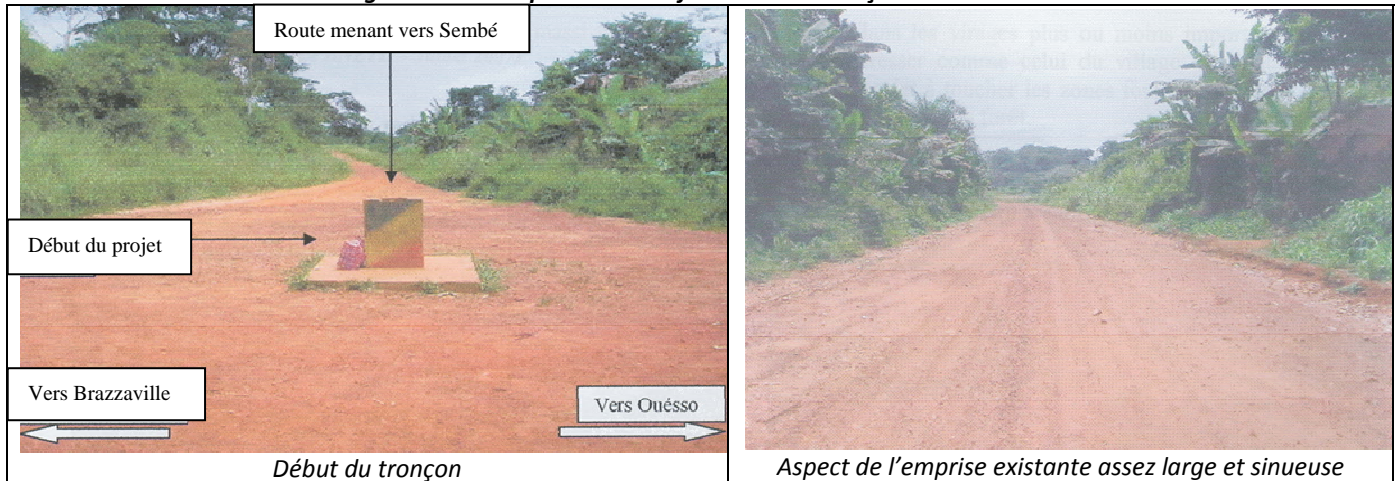 Route menant vers Sembé
Début du projet
Vers Brazzaville
Vers Ouésso
Début du tronçon
Aspect de l'emprise existante assez large et sinueuse